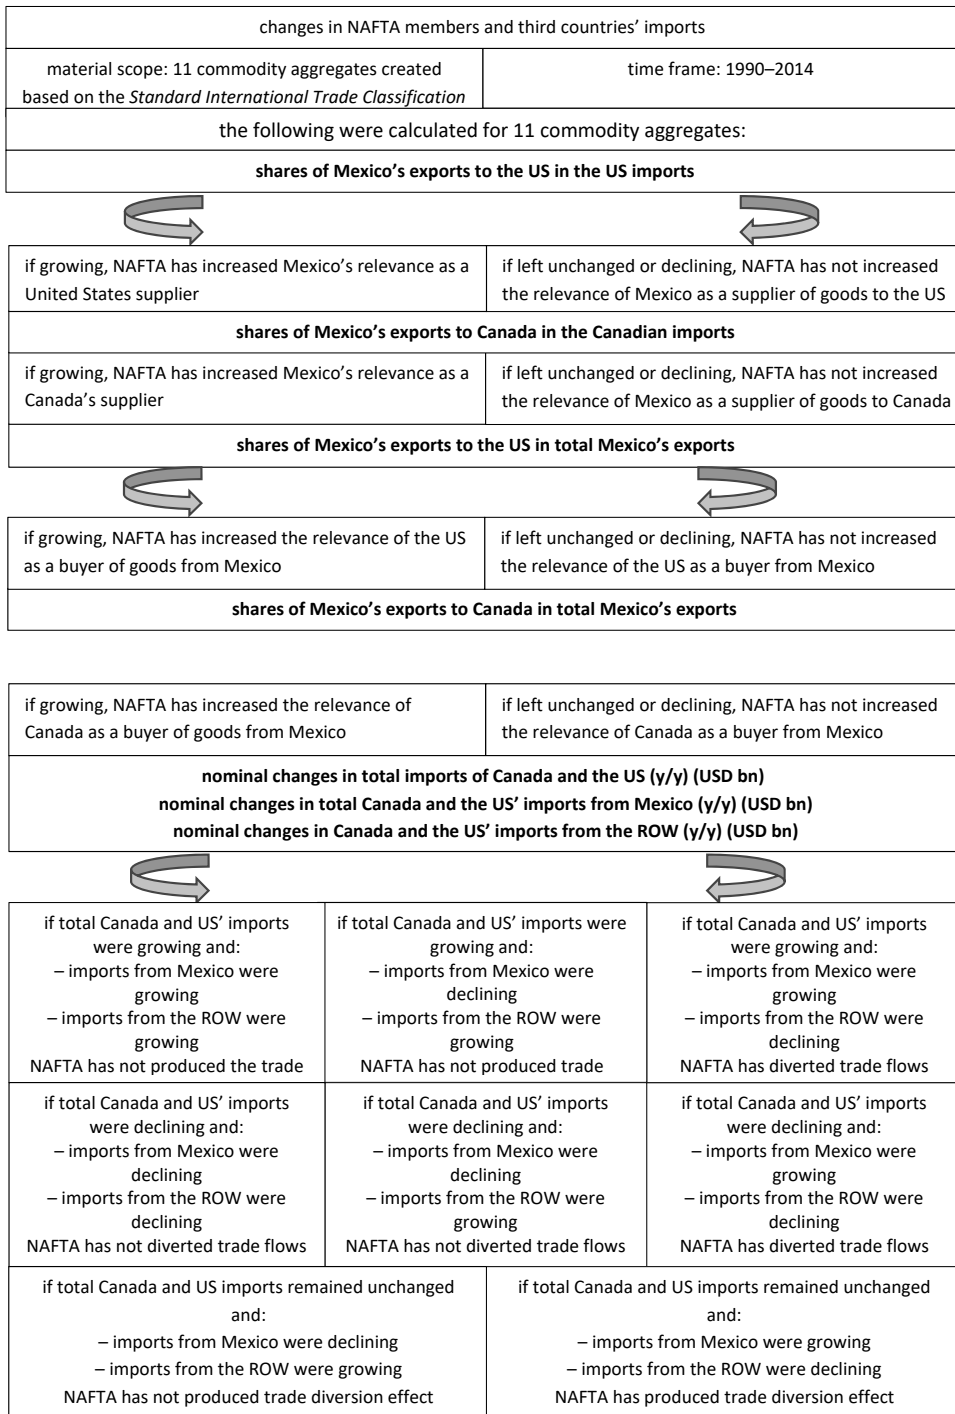 changes in NAFTA members and third countries’ imports
material scope: 11 commodity aggregates created
based on the Standard International Trade Classification
time frame: 1990–2014
the following were calculated for 11 commodity aggregates:
shares of Mexico’s exports to the US in the US imports
if growing, NAFTA has increased Mexico’s relevance as a
United States supplier
if left unchanged or declining, NAFTA has not increased
the relevance of Mexico as a supplier of goods to the US
shares of Mexico’s exports to Canada in the Canadian imports
if growing, NAFTA has increased Mexico’s relevance as a
Canada’s supplier
if left unchanged or declining, NAFTA has not increased
the relevance of Mexico as a supplier of goods to Canada
shares of Mexico’s exports to the US in total Mexico’s exports
if growing, NAFTA has increased the relevance of the US
as a buyer of goods from Mexico
if left unchanged or declining, NAFTA has not increased
the relevance of the US as a buyer from Mexico
shares of Mexico’s exports to Canada in total Mexico’s exports
if growing, NAFTA has increased the relevance of
Canada as a buyer of goods from Mexico
if left unchanged or declining, NAFTA has not increased
the relevance of Canada as a buyer from Mexico
nominal changes in total imports of Canada and the US (y/y) (USD bn)
nominal changes in total Canada and the US’ imports from Mexico (y/y) (USD bn)
nominal changes in Canada and the US’ imports from the ROW (y/y) (USD bn)
if total Canada and US’ imports
were growing and:
– imports from Mexico were
growing
– imports from the ROW were
growing
NAFTA has not produced the trade
if total Canada and US’ imports were
growing and:
– imports from Mexico were
declining
– imports from the ROW were
growing
NAFTA has not produced trade
if total Canada and US’ imports
were growing and:
– imports from Mexico were
growing
– imports from the ROW were
declining
NAFTA has diverted trade flows
if total Canada and US’ imports
were declining and:
– imports from Mexico were
declining
– imports from the ROW were
declining
NAFTA has not diverted trade flows
if total Canada and US’ imports
were declining and:
– imports from Mexico were
declining
– imports from the ROW were
growing
NAFTA has not diverted trade flows
if total Canada and US’ imports
were declining and:
– imports from Mexico were
growing
– imports from the ROW were
declining
NAFTA has diverted trade flows
if total Canada and US imports remained unchanged
and:
– imports from Mexico were declining
– imports from the ROW were growing
NAFTA has not produced trade diversion effect
if total Canada and US imports remained unchanged
and:
– imports from Mexico were growing
– imports from the ROW were declining
NAFTA has produced trade diversion effect